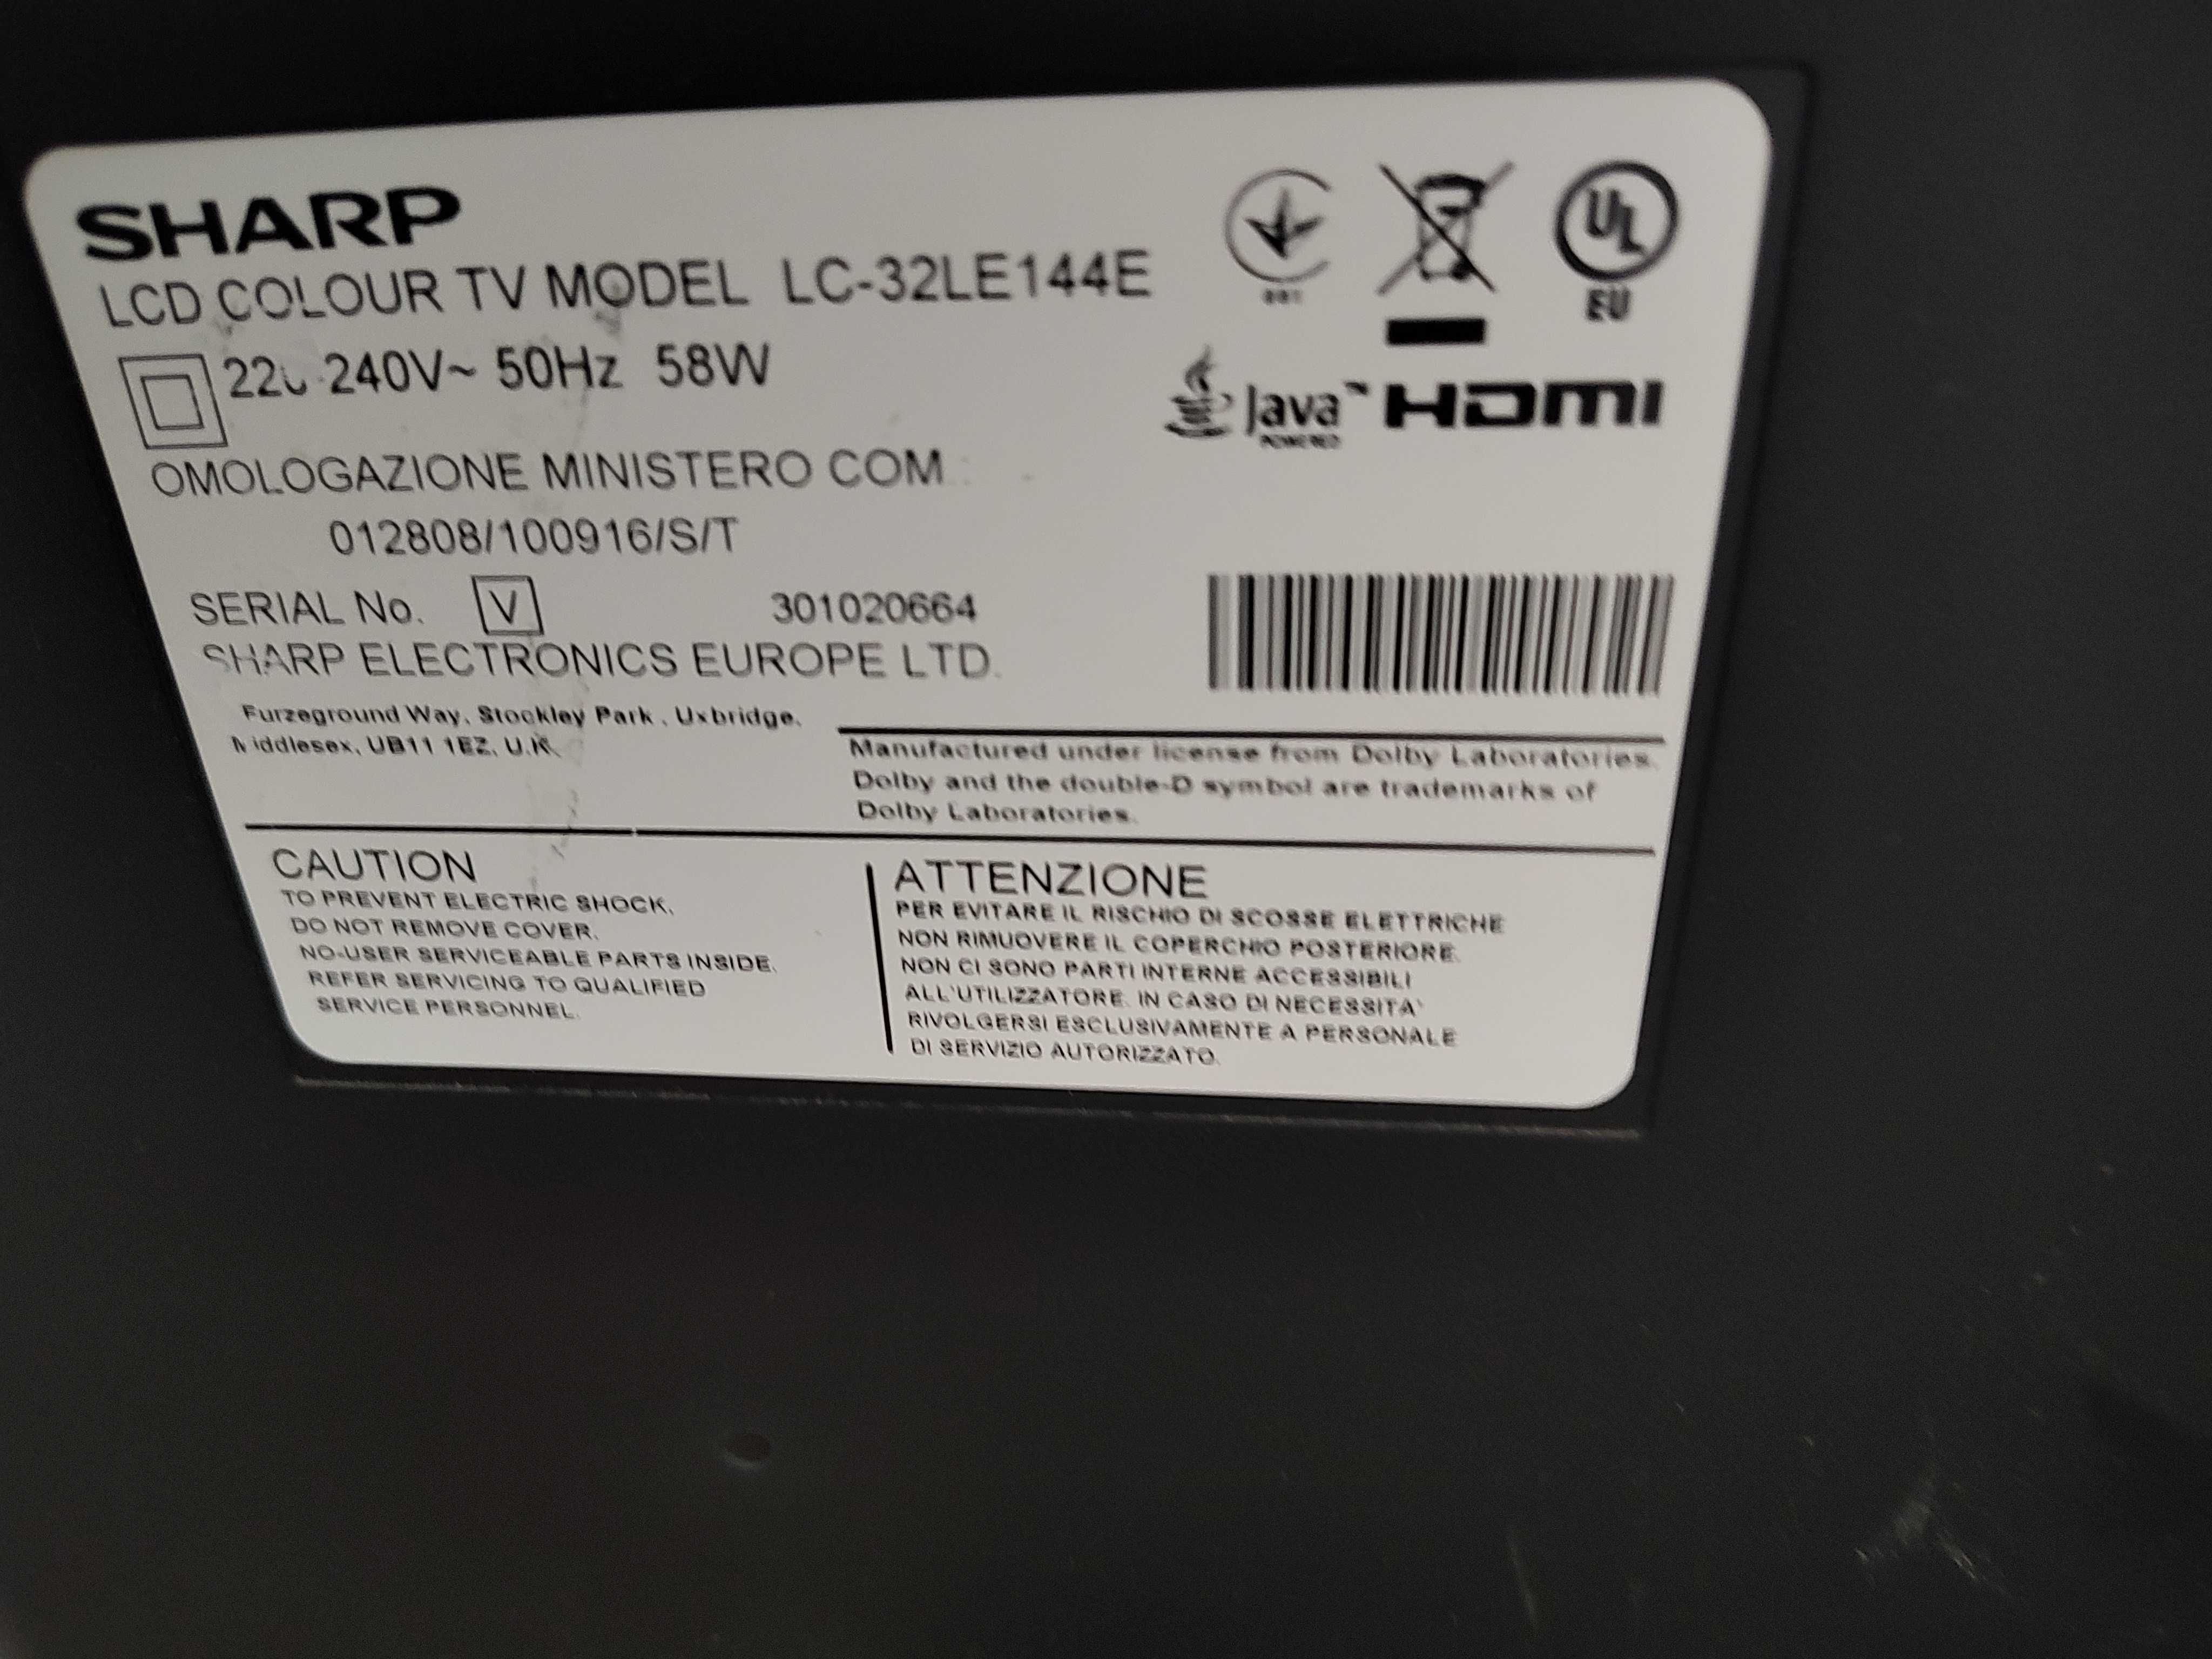 SHARP
LCD COLOUR TV MODEL LC-32LE144E
240V~ 50Hz 58W
UL
EU
Java™ HDMI
POWERED
OMOLOGAZIONE MINISTERO COM
012808/100916/S/T
SERIAL No. V 301020664
SHARP ELECTRONICS EUROPE LTD.
Furzeground Way, Stockley Park , Uxbridge,
Middlesex, UB11 1EZ, U.K.
Manufactured under license from Dolby Laboratories.
Dolby and the double-D symbol are trademarks of
Dolby Laboratories.
CAUTION
TO PREVENT ELECTRIC SHOCK,
DO NOT REMOVE COVER.
NO-USER SERVICEABLE PARTS INSIDE.
REFER SERVICING TO QUALIFIED
SERVICE PERSONNEL.
ATTENZIONE
PER EVITARE IL RISCHIO DI SCOSSE ELETTRICHE
NON RIMUOVERE IL COPERCHIO POSTERIORE.
NON CI SONO PARTI INTERNE ACCESSIBILI
ALL'UTILIZZATORE. IN CASO DI NECESSITA'
RIVOLGERSI ESCLUSIVAMENTE A PERSONALE
DI SERVIZIO AUTORIZZATO.